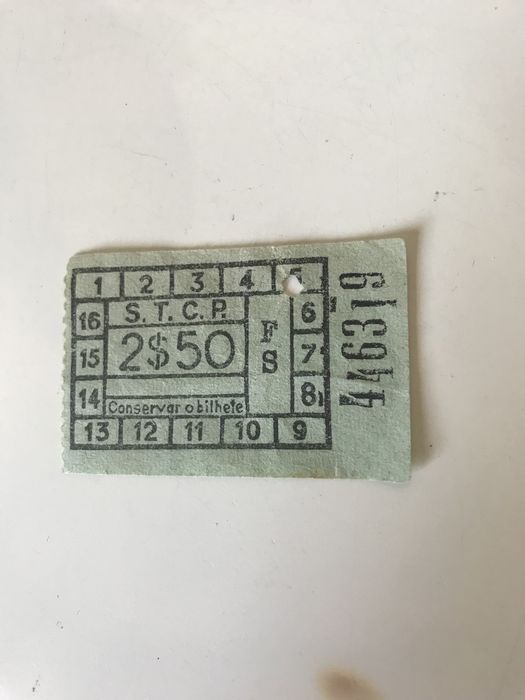 1 2 3 4 5
16 S. T. C. P. F 6
15 2$50 S 7
14 Conservar o bilhete 8
13 12 11 10 9
446319